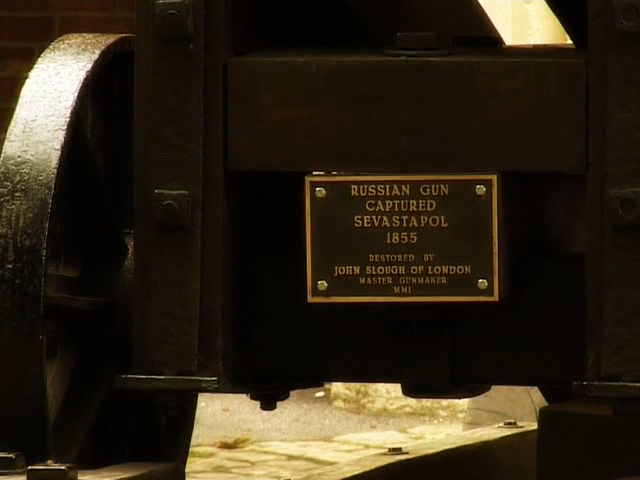 RUSSIAN GUN
CAPTURED
SEVASTAPOL
1855
RESTORED BY
JOHN SLOUGH OF LONDON
MASTER GUNMAKER
MMI